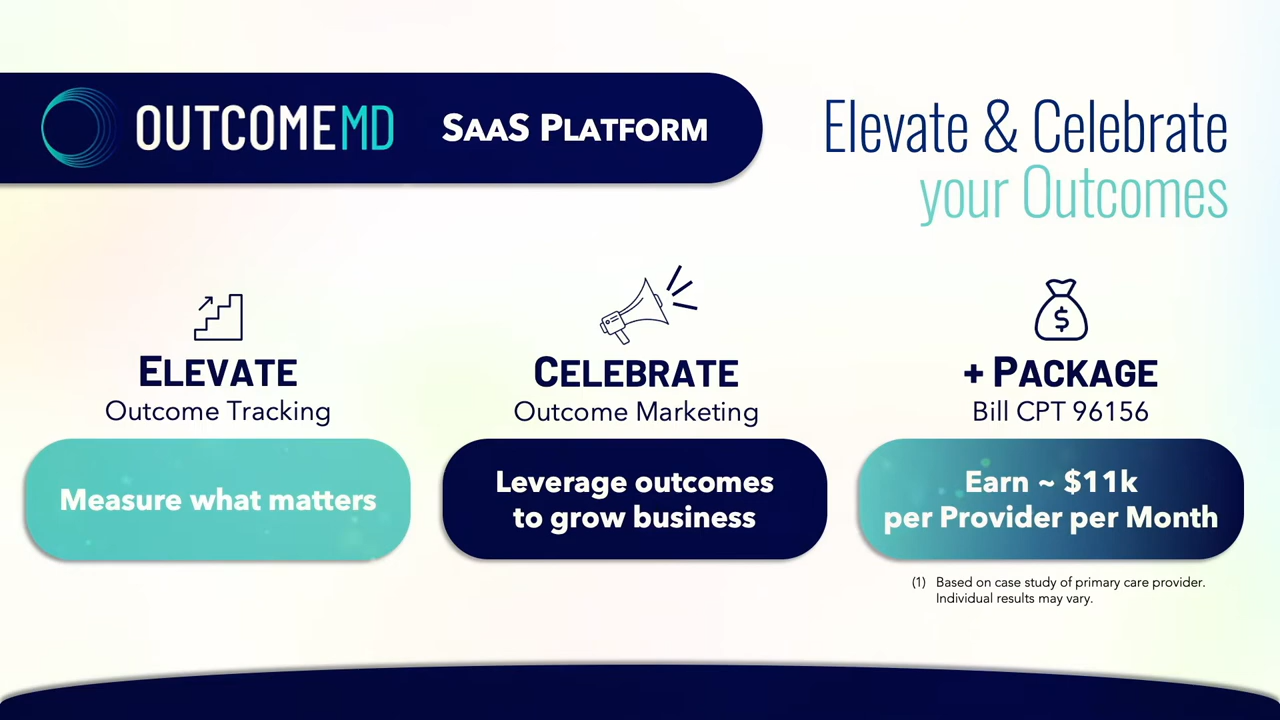 OUTCOMEMD SAAS PLATFORM
Elevate & Celebrate
your Outcomes
ELEVATE
Outcome Tracking
Measure what matters
CELEBRATE
Outcome Marketing
Leverage outcomes
to grow business
$
+ PACKAGE
Bill CPT 96156
Earn ~ $11k
per Provider per Month
(1) Based on case study of primary care provider.
Individual results may vary.